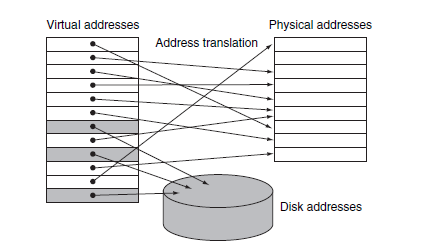 Virtual addresses
Physical addresses
Address translation
Disk addresses